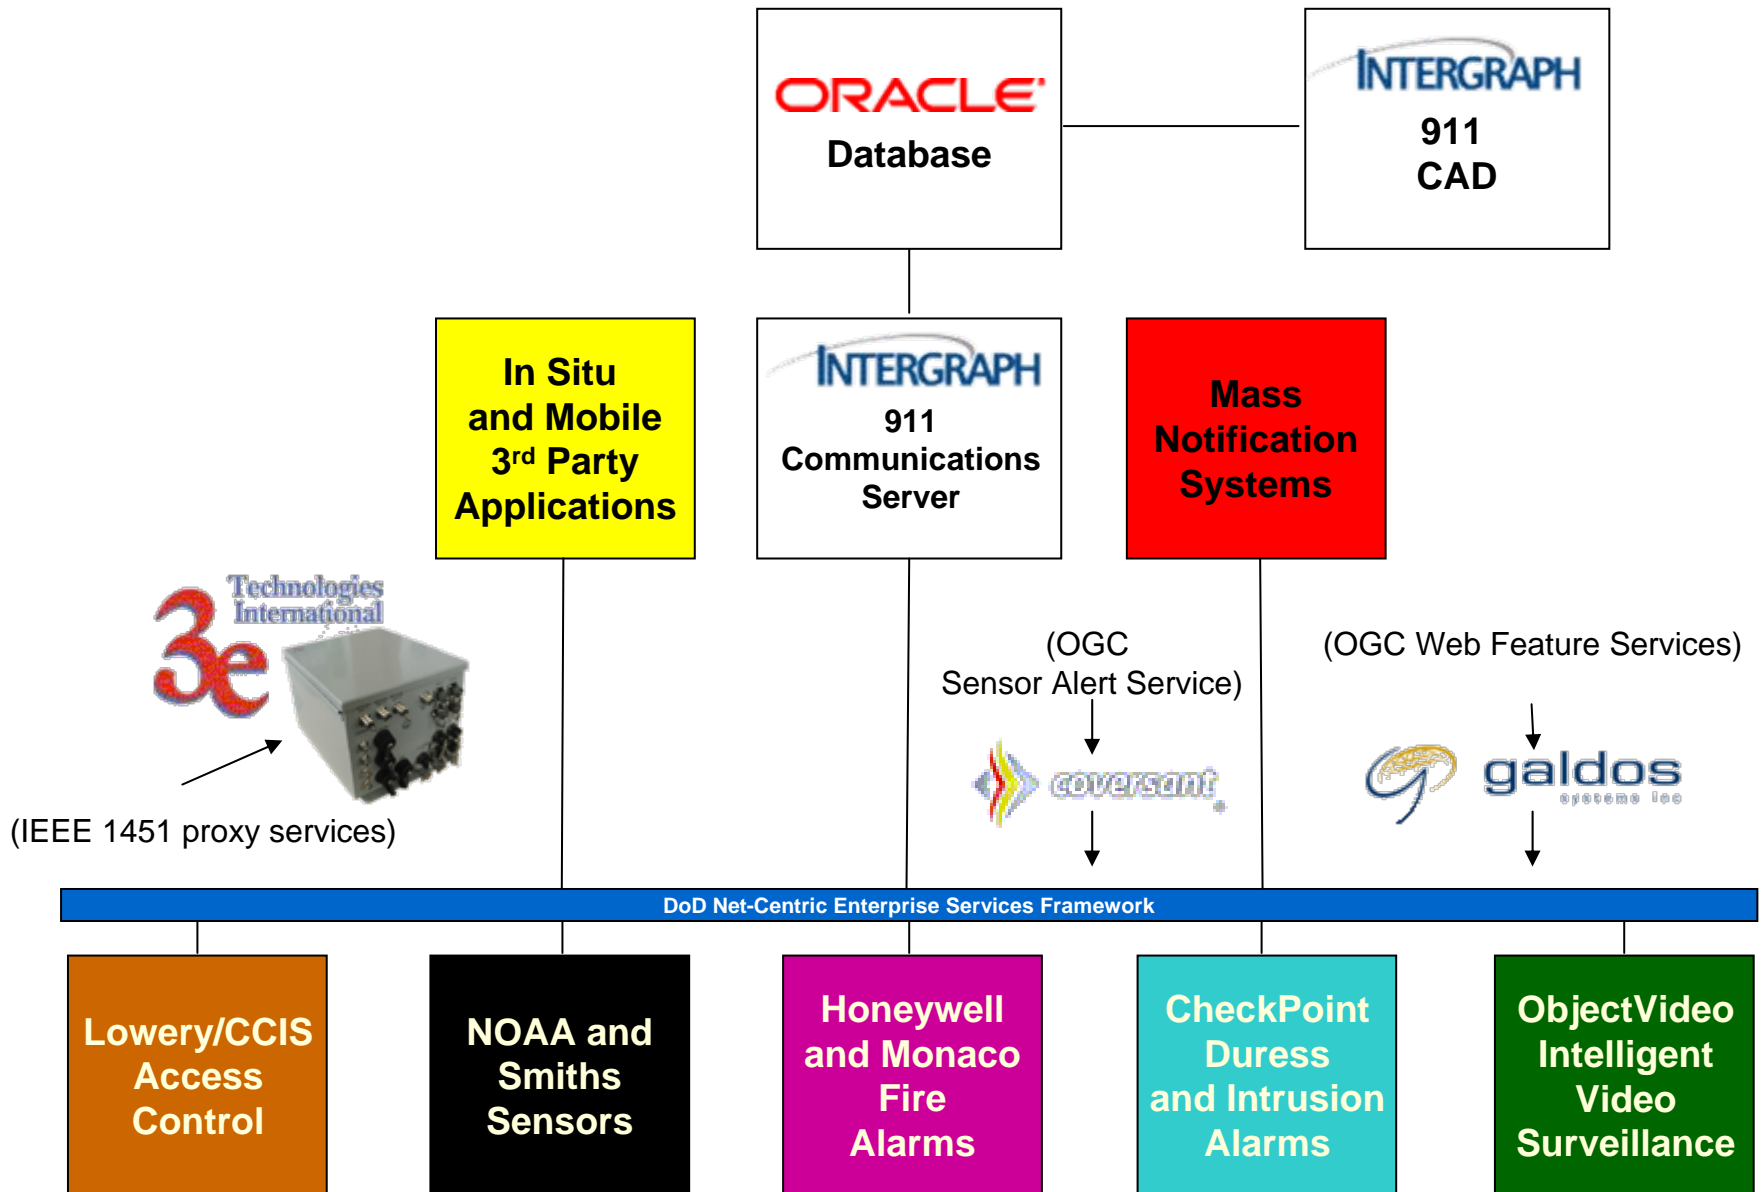 ORACLE
Database
INTERGRAPH
911
CAD
In Situ
and Mobile
3rd Party
Applications
INTERGRAPH
911
Communications
Server
Mass
Notification
Systems
3e
Technologies
International
(IEEE 1451 proxy services)
(OGC
Sensor Alert Service)
coversant
(OGC Web Feature Services)
galdos
systems inc
DoD Net-Centric Enterprise Services Framework
Lowery/CCIS
Access
Control
NOAA and
Smiths
Sensors
Honeywell
and Monaco
Fire
Alarms
CheckPoint
Duress
and Intrusion
Alarms
ObjectVideo
Intelligent
Video
Surveillance